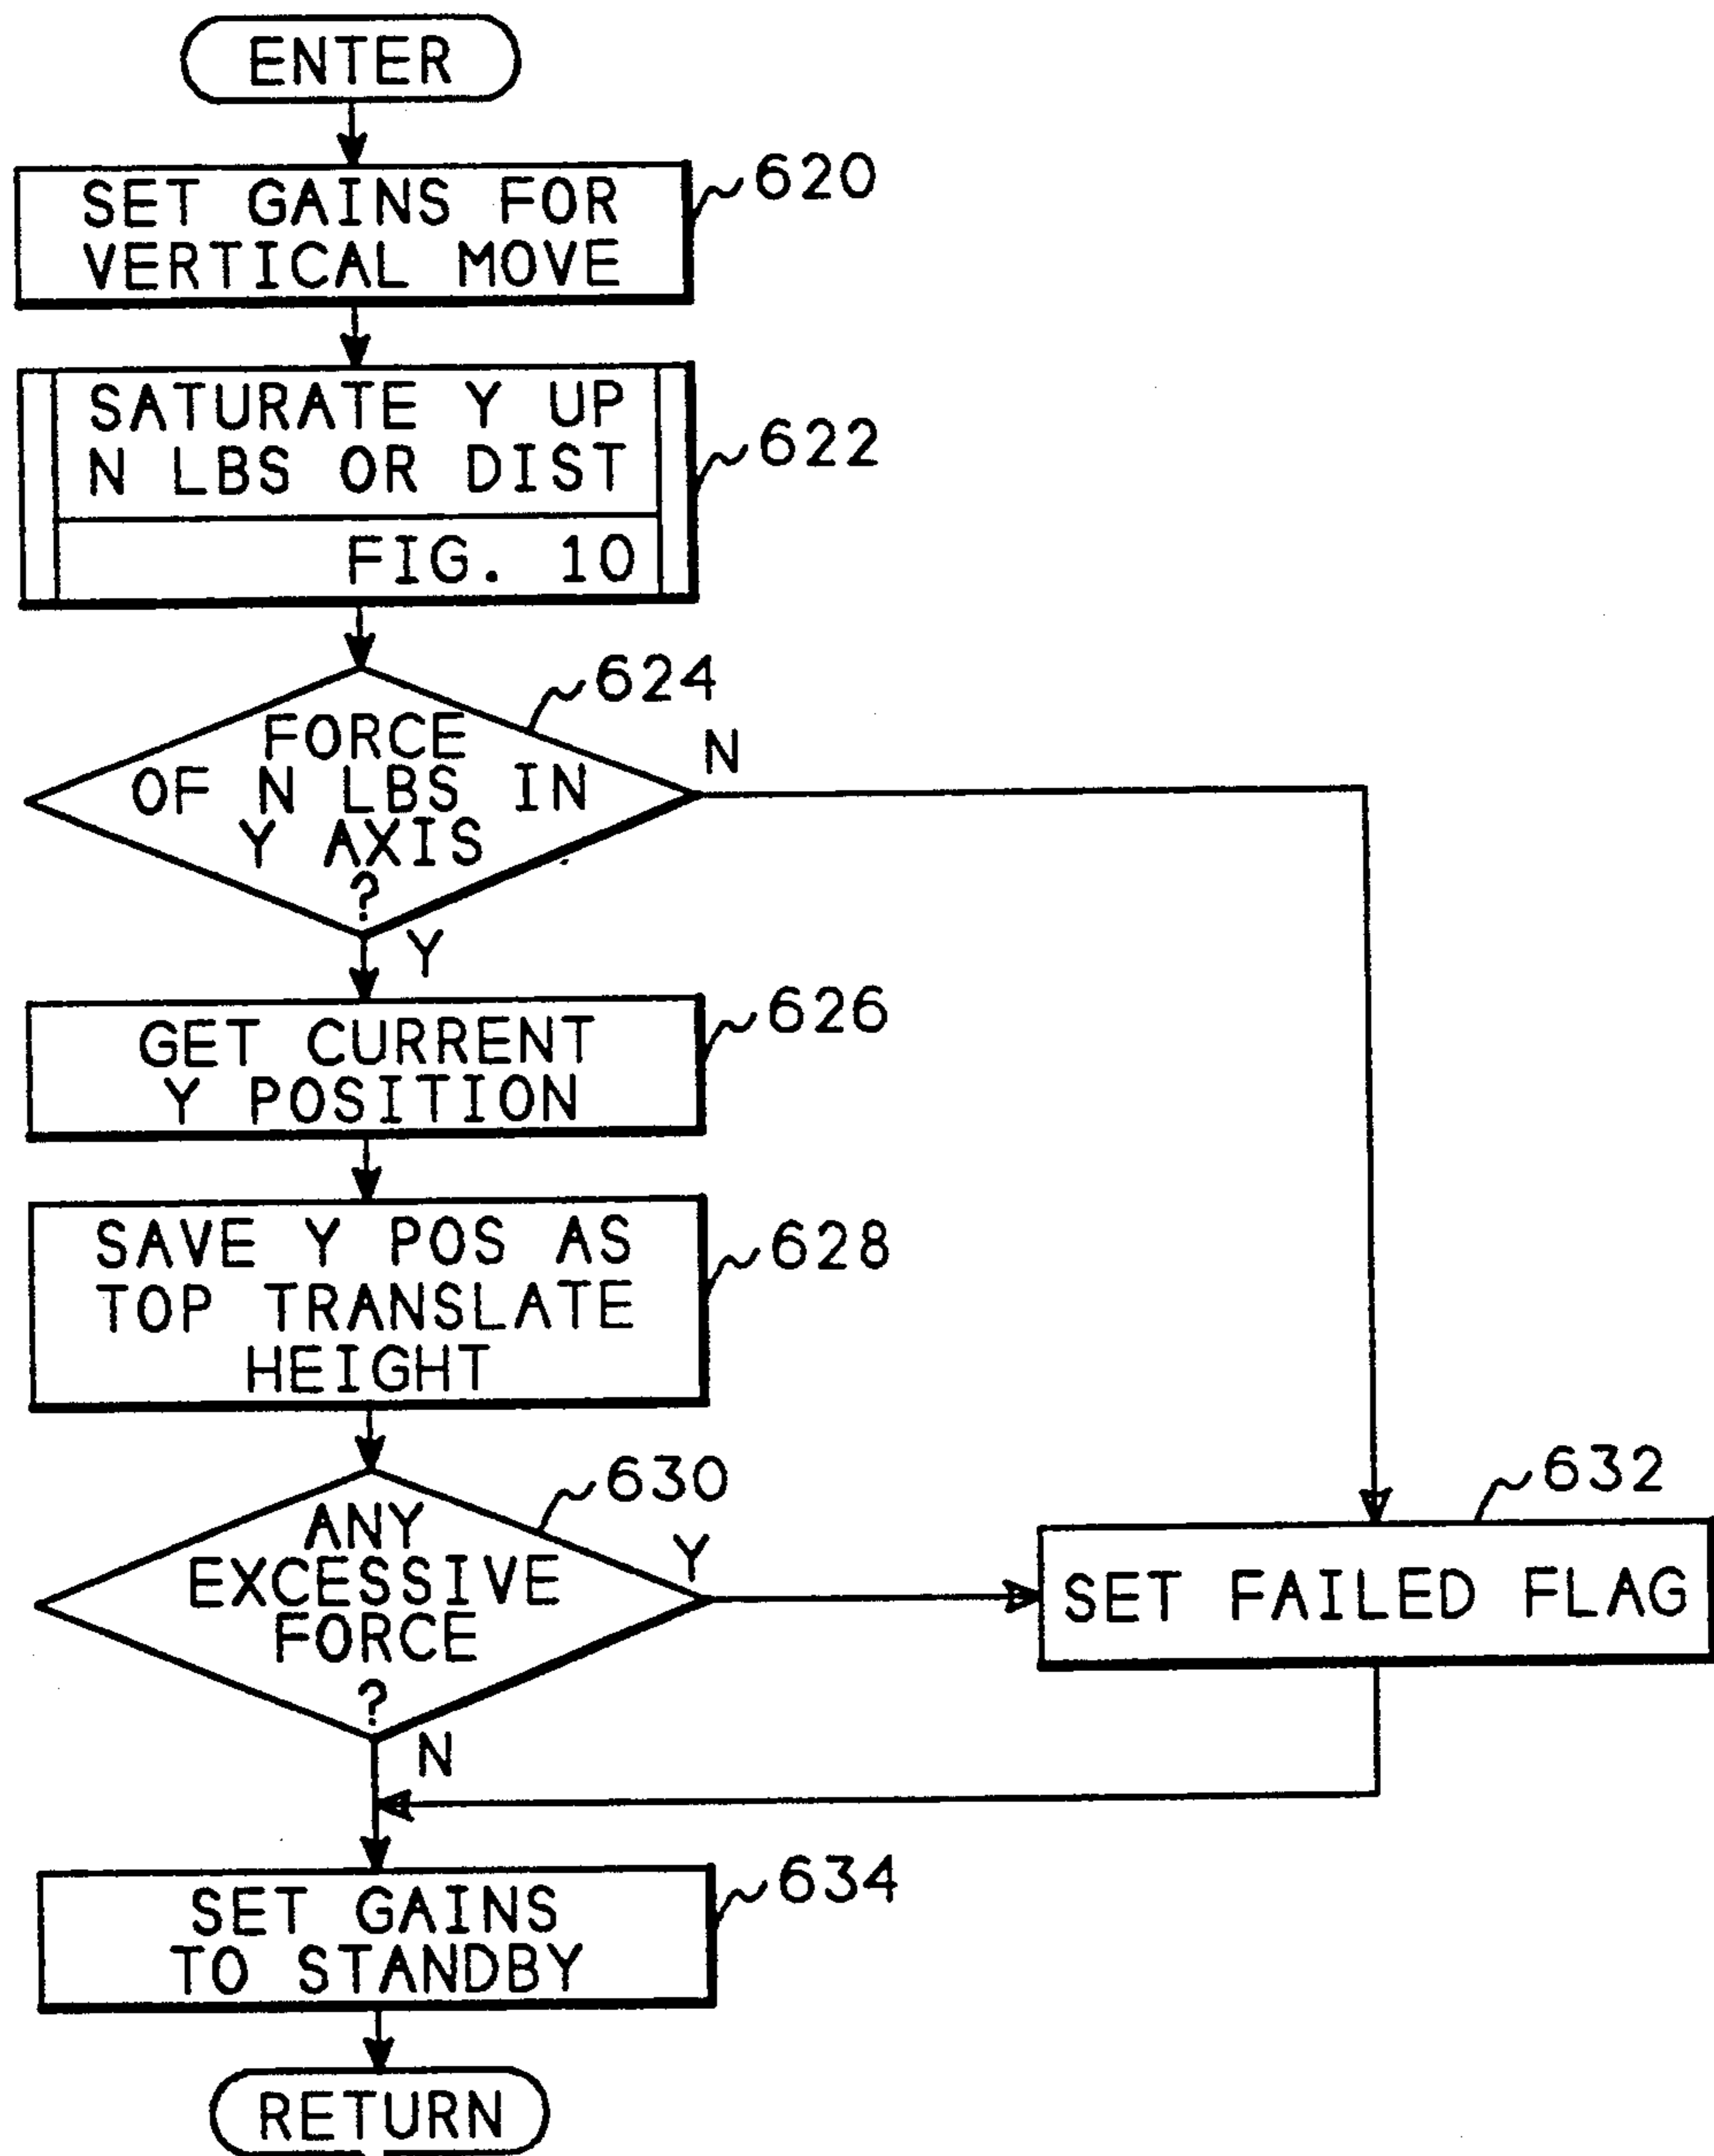 ENTER
SET GAINS FOR
VERTICAL MOVE
620
SATURATE Y UP
N LBS OR DIST
FIG. 10
622
624
FORCE
OF N LBS IN
Y AXIS
?
N
Y
GET CURRENT
Y POSITION
626
SAVE Y POS AS
TOP TRANSLATE
HEIGHT
628
630
ANY
EXCESSIVE
FORCE
?
Y
N
632
SET FAILED FLAG
SET GAINS
TO STANDBY
634
RETURN